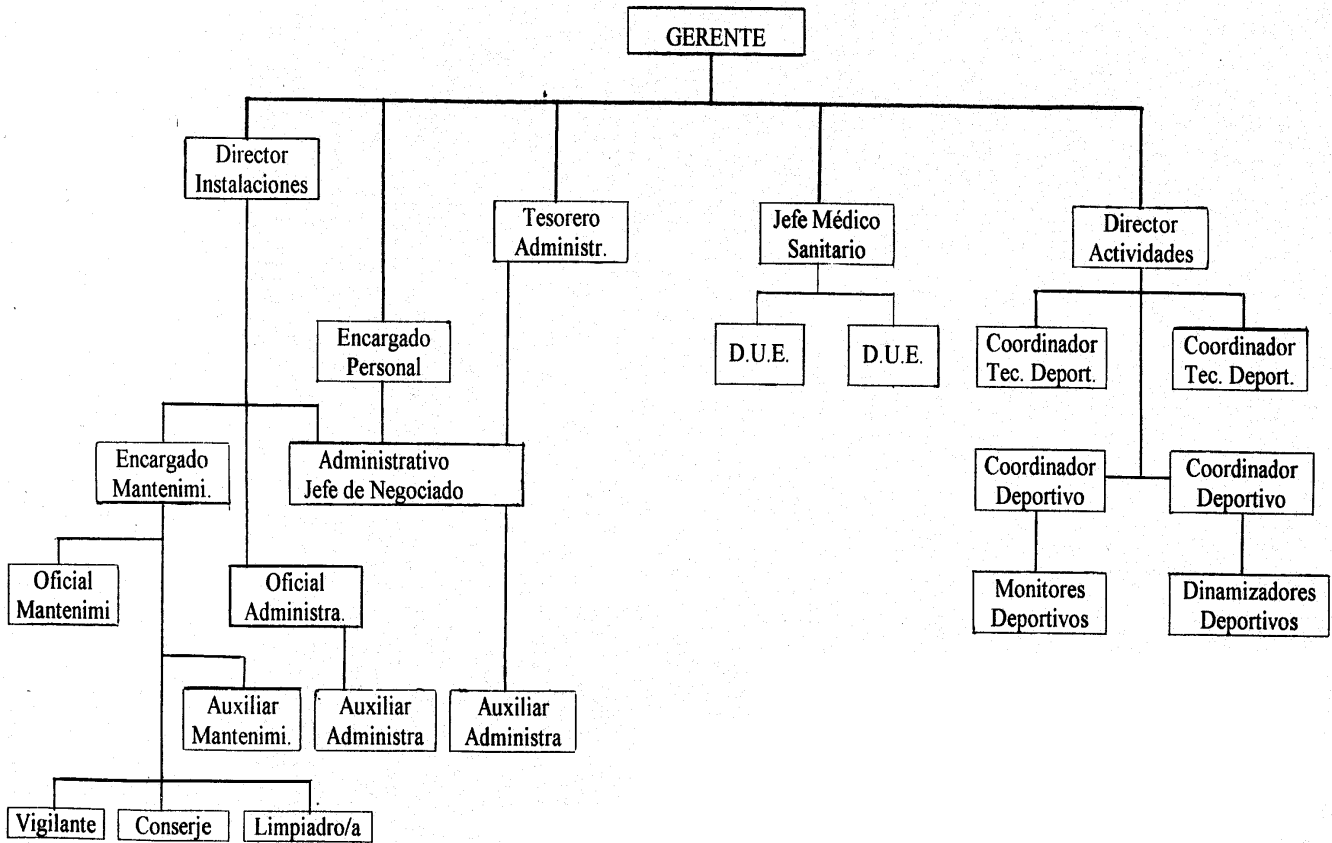 GERENTE
Director
Instalaciones
Tesorero
Administr.
Jefe Médico
Sanitario
Director
Actividades
Encargado
Personal
D.U.E.
D.U.E.
Coordinador
Tec. Deport.
Coordinador
Tec. Deport.
Encargado
Mantenimi.
Administrativo
Jefe de Negociado
Coordinador
Deportivo
Coordinador
Deportivo
Oficial
Mantenimi
Oficial
Administra.
Monitores
Deportivos
Dinamizadores
Deportivos
Auxiliar
Mantenimi.
Auxiliar
Administra
Auxiliar
Administra
Vigilante
Conserje
Limpiadro/a